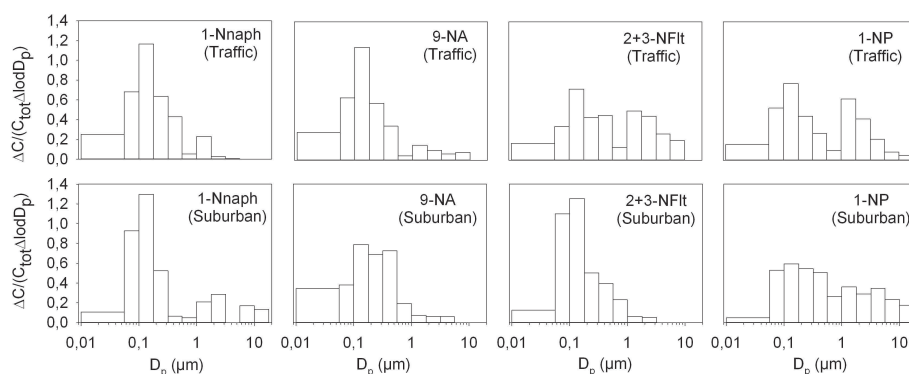 1-Nnaph
(Traffic)
9-NA
(Traffic)
2+3-NFlt
(Traffic)
1-NP
(Traffic)
ΔC/(CtotΔlodDp)
1,4
1,2
1,0
0,8
0,6
0,4
0,2
0,0
1-Nnaph
(Suburban)
9-NA
(Suburban)
2+3-NFlt
(Suburban)
1-NP
(Suburban)
ΔC/(CtotΔlodDp)
1,4
1,2
1,0
0,8
0,6
0,4
0,2
0,0
0,01 0,1 1 10
0,01 0,1 1 10
0,01 0,1 1 10
0,01 0,1 1 10
Dp (µm)
Dp (µm)
Dp (µm)
Dp (µm)